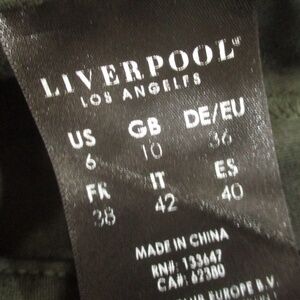 LIVERPOOL
LOS ANGELES
US GB DE/EU
6 10 36
FR IT ES
38 42 40
MADE IN CHINA
RN#: 133647
CA#: 62380
EUROPE B.V.